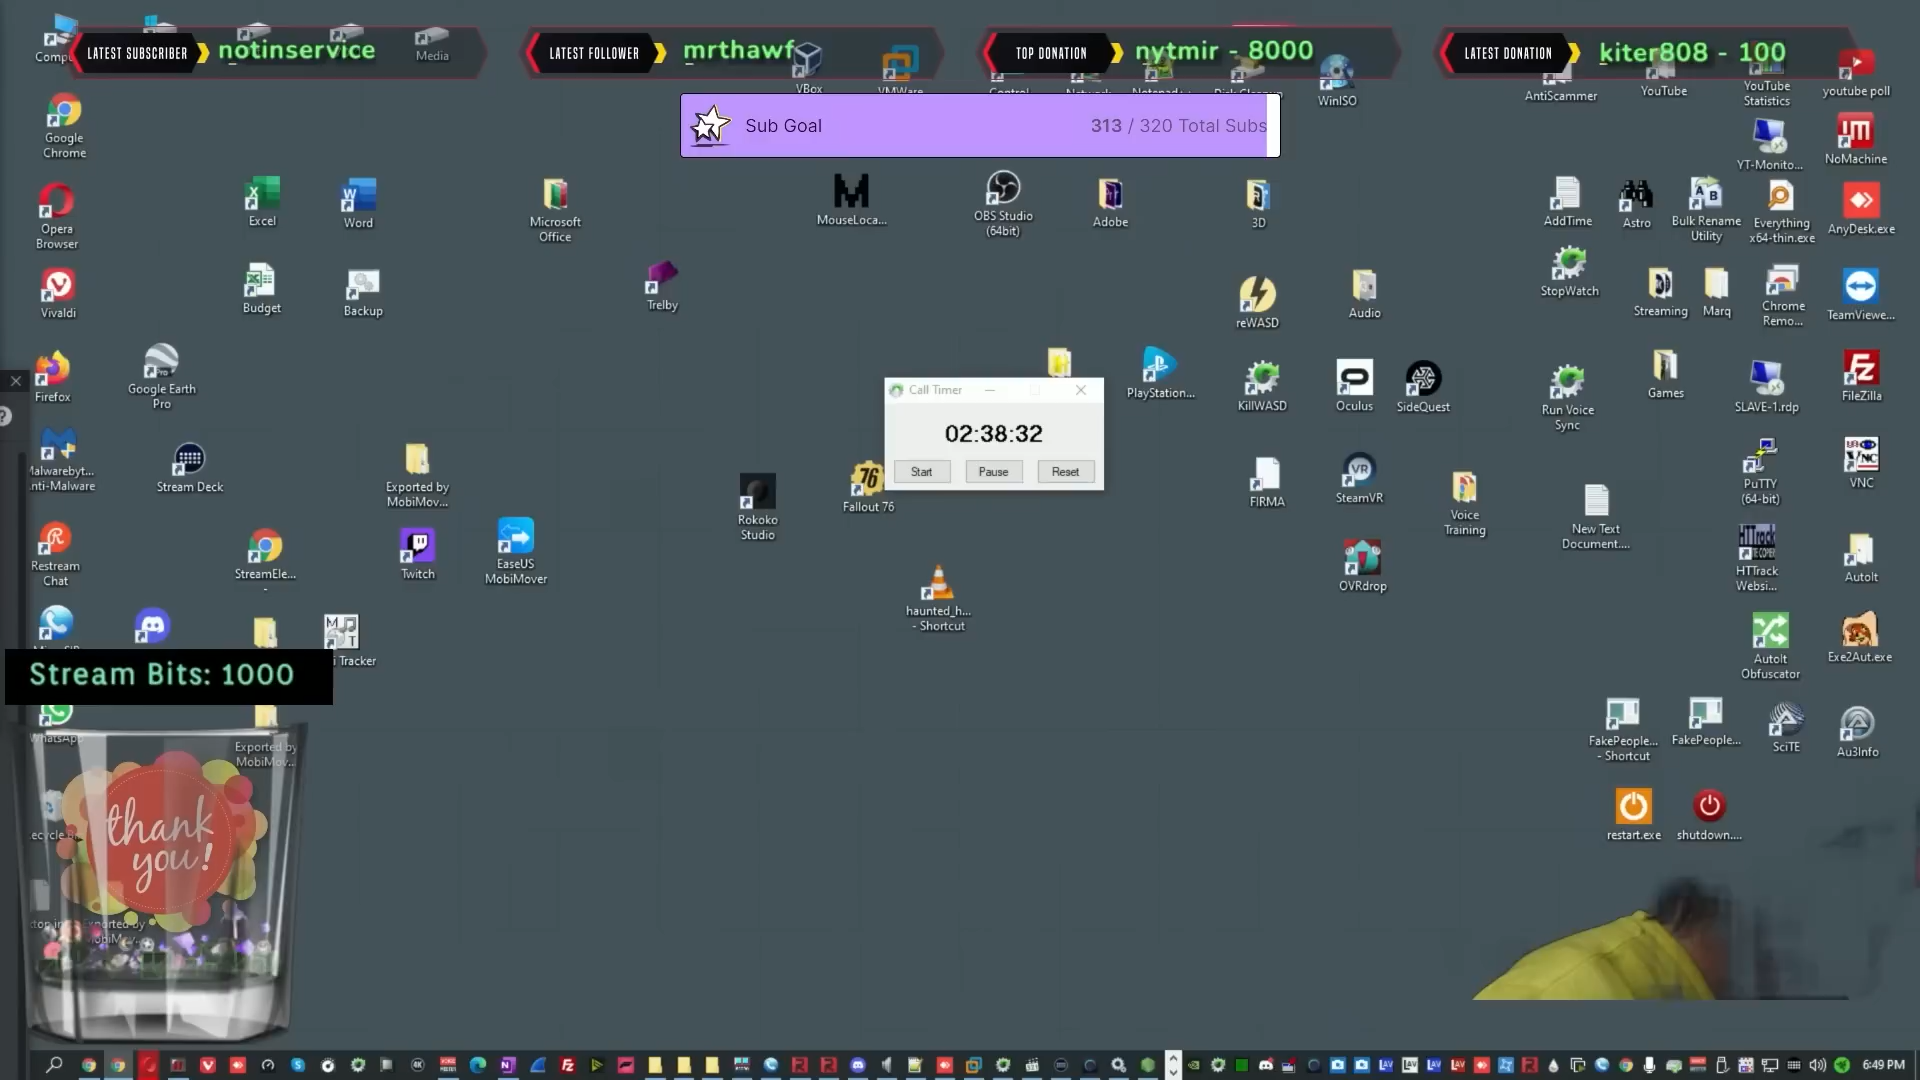 LATEST SUBSCRIBER
notinservice
Media
LATEST FOLLOWER
mrthawf
TOP DONATION
nytmir - 8000
LATEST DONATION
kiter808 - 100
WinISO
AntiScammer
YouTube
YouTube
Statistics
youtube poll
Sub Goal
313 / 320 Total Subs
Google
Chrome
YT-Monito...
NoMachine
Opera
Browser
Excel
Word
Microsoft
Office
MouseLoca...
OBS Studio
(64bit)
Adobe
3D
AddTime
Astro
Bulk Rename
Utility
Everything
x64-thin.exe
AnyDesk.exe
Vivaldi
Budget
Backup
Trelby
reWASD
Audio
StopWatch
Streaming
Marq
Chrome
Remo...
TeamViewe...
Firefox
Google Earth
Pro
Call Timer
02:38:32
Start
Pause
Reset
PlayStation...
KillWASD
Oculus
SideQuest
Run Voice
Sync
Games
SLAVE-1.rdp
FileZilla
Malwarebyt...
Stream Deck
Exported by
MobiMov...
Rokoko
Studio
Fallout 76
FIRMA
SteamVR
Voice
Training
New Text
Document....
PuTTY
(64-bit)
VNC
Restream
Chat
StreamEle...
Twitch
EaseUS
MobiMover
haunted_h...
- Shortcut
OVRdrop
HTTrack
Websi...
AutoIt
Tracker
AutoIt
Obfuscator
Exe2Aut.exe
Stream Bits: 1000
WhatsApp
Exported by
MobiMov...
FakePeople...
- Shortcut
FakePeople...
SciTE
Au3Info
thank
you!
restart.exe
shutdown....
Exported by
6:49 PM